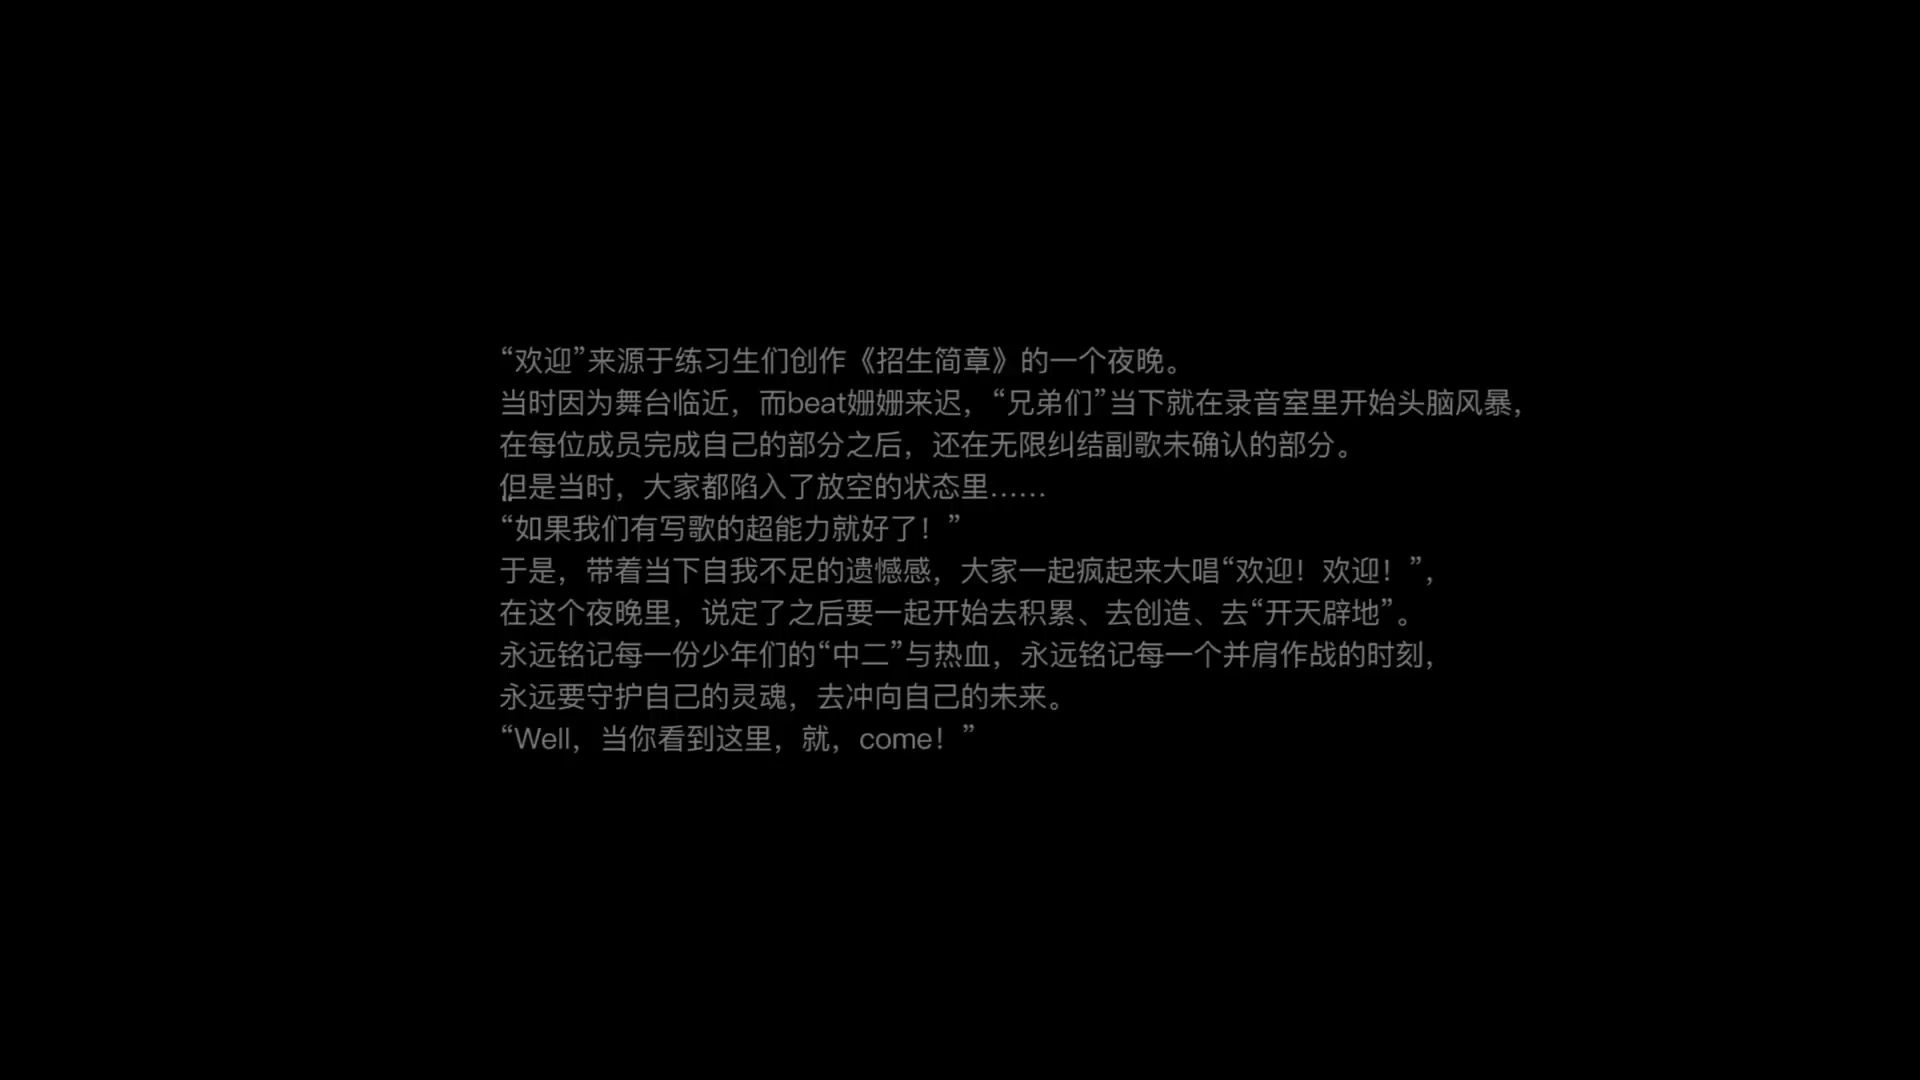 “欢迎”来源于练习生们创作《招生简章》的一个夜晚。
当时因为舞台临近，而beat姗姗来迟，“兄弟们”当下就在录音室里开始头脑风暴，
在每位成员完成自己的部分之后，还在无限纠结副歌未确认的部分。
但是当时，大家都陷入了放空的状态里……
“如果我们有写歌的超能力就好了！”
于是，带着当下自我不足的遗憾感，大家一起疯起来大唱“欢迎！欢迎！”，
在这个夜晚里，说定了之后要一起开始去积累、去创造、去“开天辟地”。
永远铭记每一份少年们的“中二”与热血，永远铭记每一个并肩作战的时刻，
永远要守护自己的灵魂，去冲向自己的未来。
“Well，当你看到这里，就，come！”